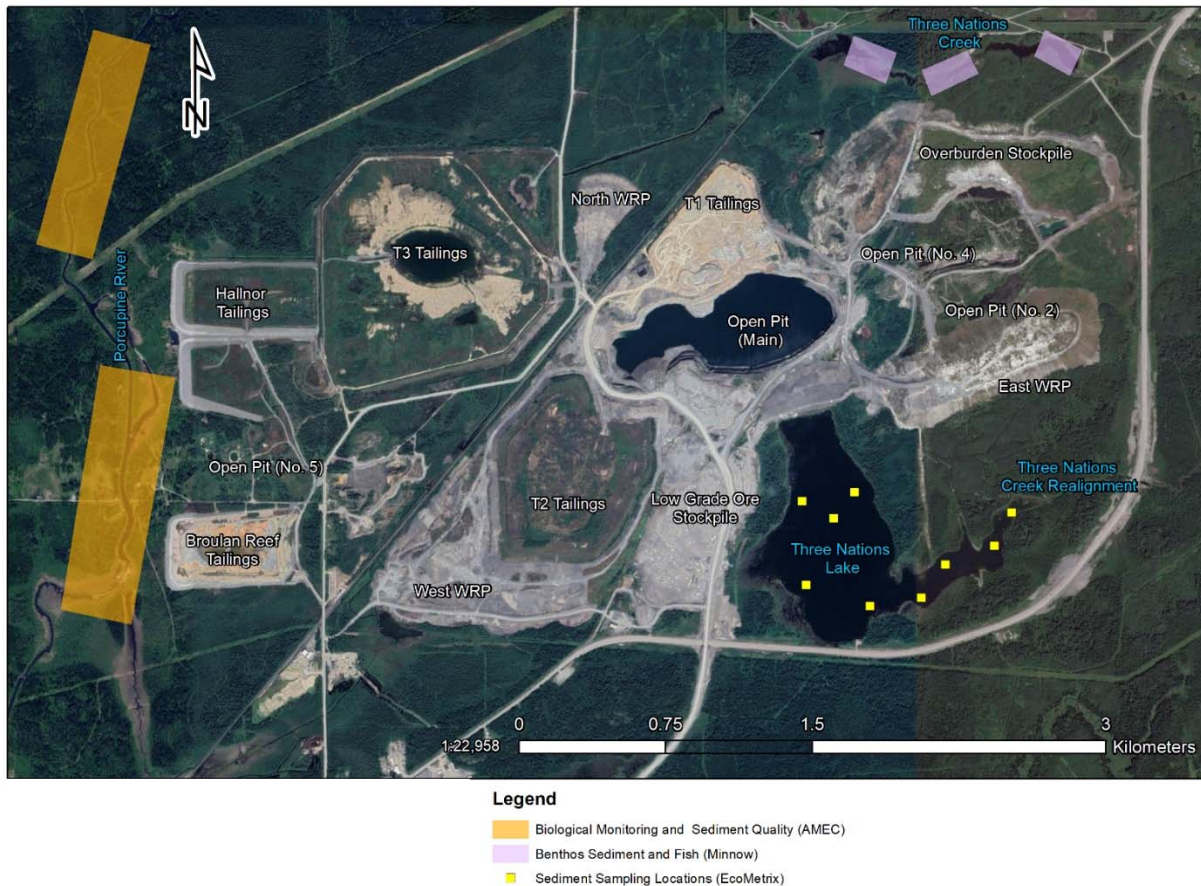 Three Nations
Creek
N
Overburden Stockpile
North WRP
T1 Tailings
T3 Tailings
Open Pit (No. 4)
Hallnor
Tailings
Porcupine River
Open Pit (No. 2)
Open Pit
(Main)
East WRP
Open Pit (No. 5)
Three Nations
Creek Realignment
T2 Tailings
Low Grade Ore
Stockpile
Broulan Reef
Tailings
Three Nations
Lake
West WRP
0 0.75 1.5 3
1:22,958
Kilometers
Legend
Biological Monitoring and Sediment Quality (AMEC)
Benthos Sediment and Fish (Minnow)
Sediment Sampling Locations (EcoMetrix)